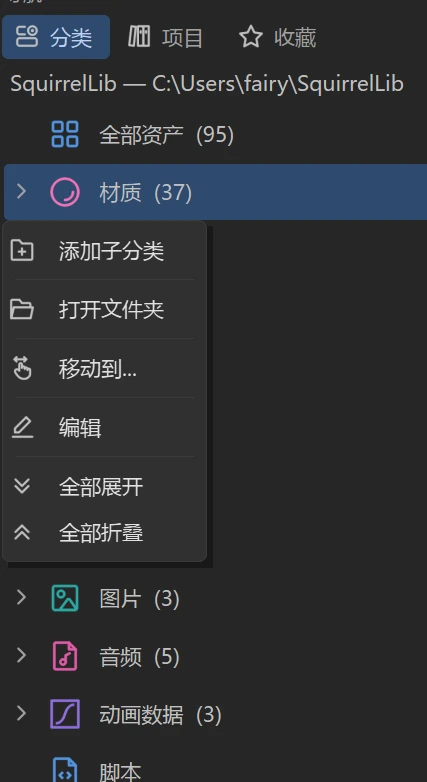 分类 项目 收藏
SquirrelLib — C:\Users\fairy\SquirrelLib
全部资产 (95)
材质 (37)
添加子分类
打开文件夹
移动到...
编辑
全部展开
全部折叠
图片 (3)
音频 (5)
动画数据 (3)
脚本